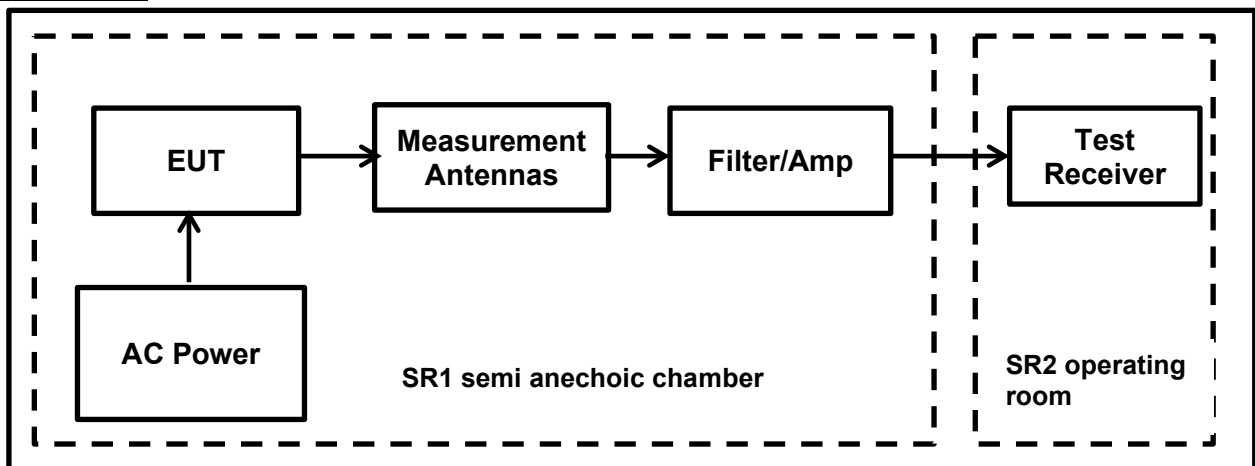 EUT
Measurement
Antennas
Filter/Amp
Test
Receiver
AC Power
SR1 semi anechoic chamber
SR2 operating
room